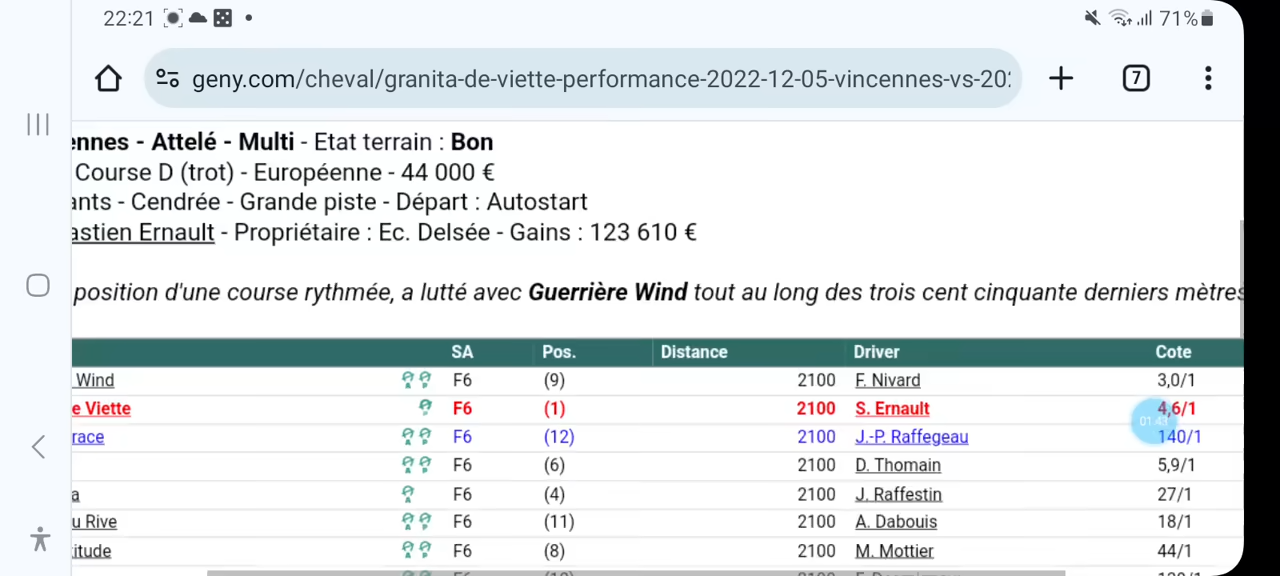 22:21 71%
geny.com/cheval/granita-de-viette-performance-2022-12-05-vincennes-vs-20
7
ennes - Attelé - Multi - Etat terrain : Bon
Course D (trot) - Européenne - 44 000 €
ants - Cendrée - Grande piste - Départ : Autostart
astien Ernault - Propriétaire : Ec. Delsée - Gains : 123 610 €
position d'une course rythmée, a lutté avec Guerrière Wind tout au long des trois cent cinquante derniers mètres
SA Pos. Distance Driver Cote
Wind F6 (9) 2100 F. Nivard 3,0/1
e Viette F6 (1) 2100 S. Ernault 4,6/1
race F6 (12) 2100 J.-P. Raffegeau 140/1
01:43
F6 (6) 2100 D. Thomain 5,9/1
a F6 (4) 2100 J. Raffestin 27/1
u Rive F6 (11) 2100 A. Dabouis 18/1
itude F6 (8) 2100 M. Mottier 44/1